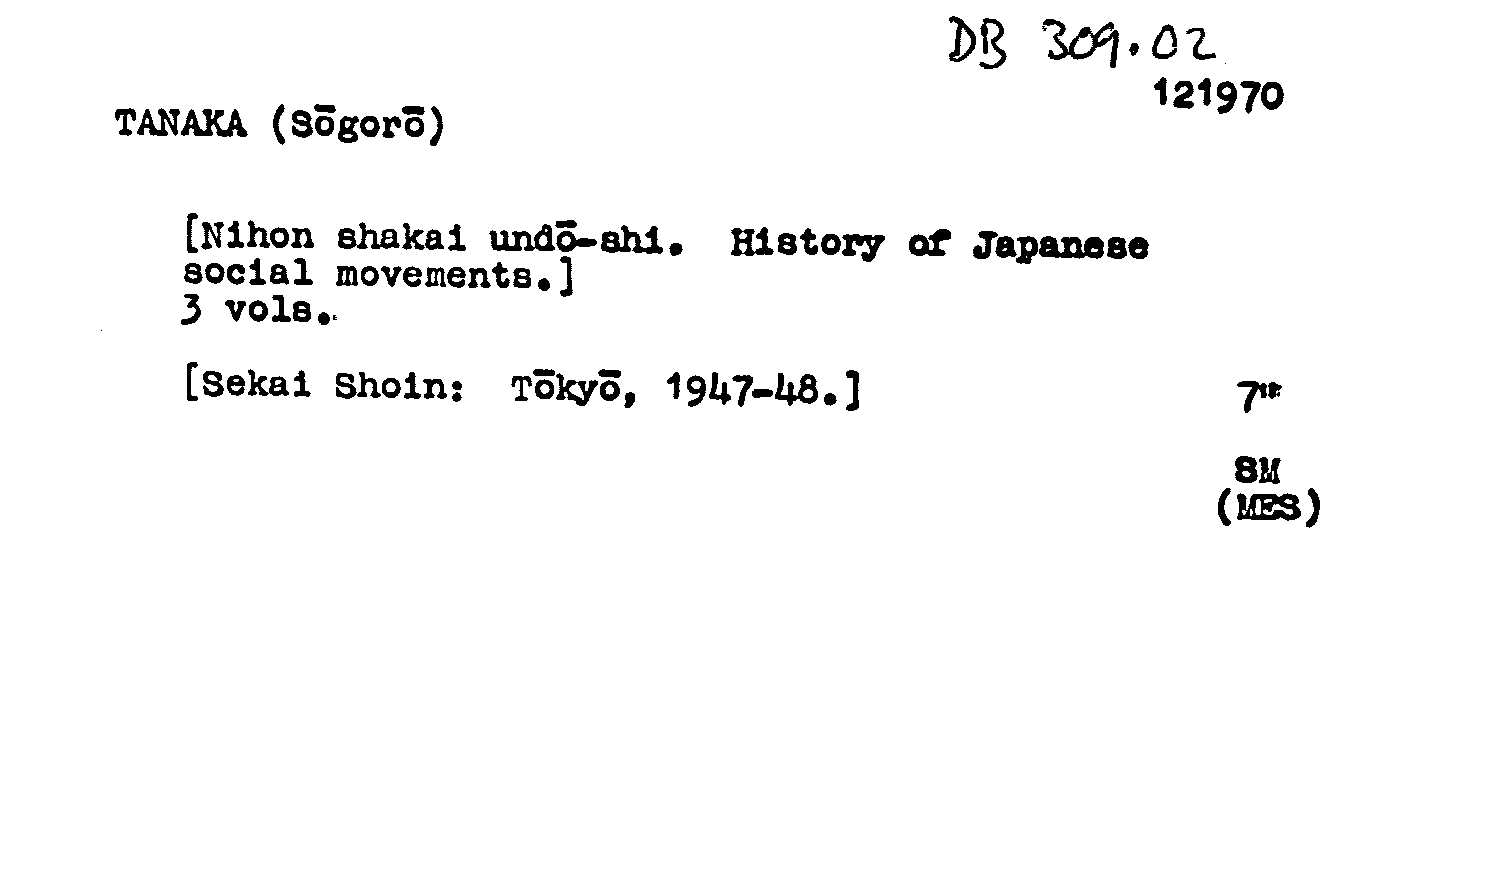 DB 309.02
121970
TANAKA (Sōgorō)
[Nihon shakai undō-shi. History of Japanese
social movements.]
3 vols.
[Sekai Shoin: Tōkyō, 1947-48.]
7"
SM
(MES)